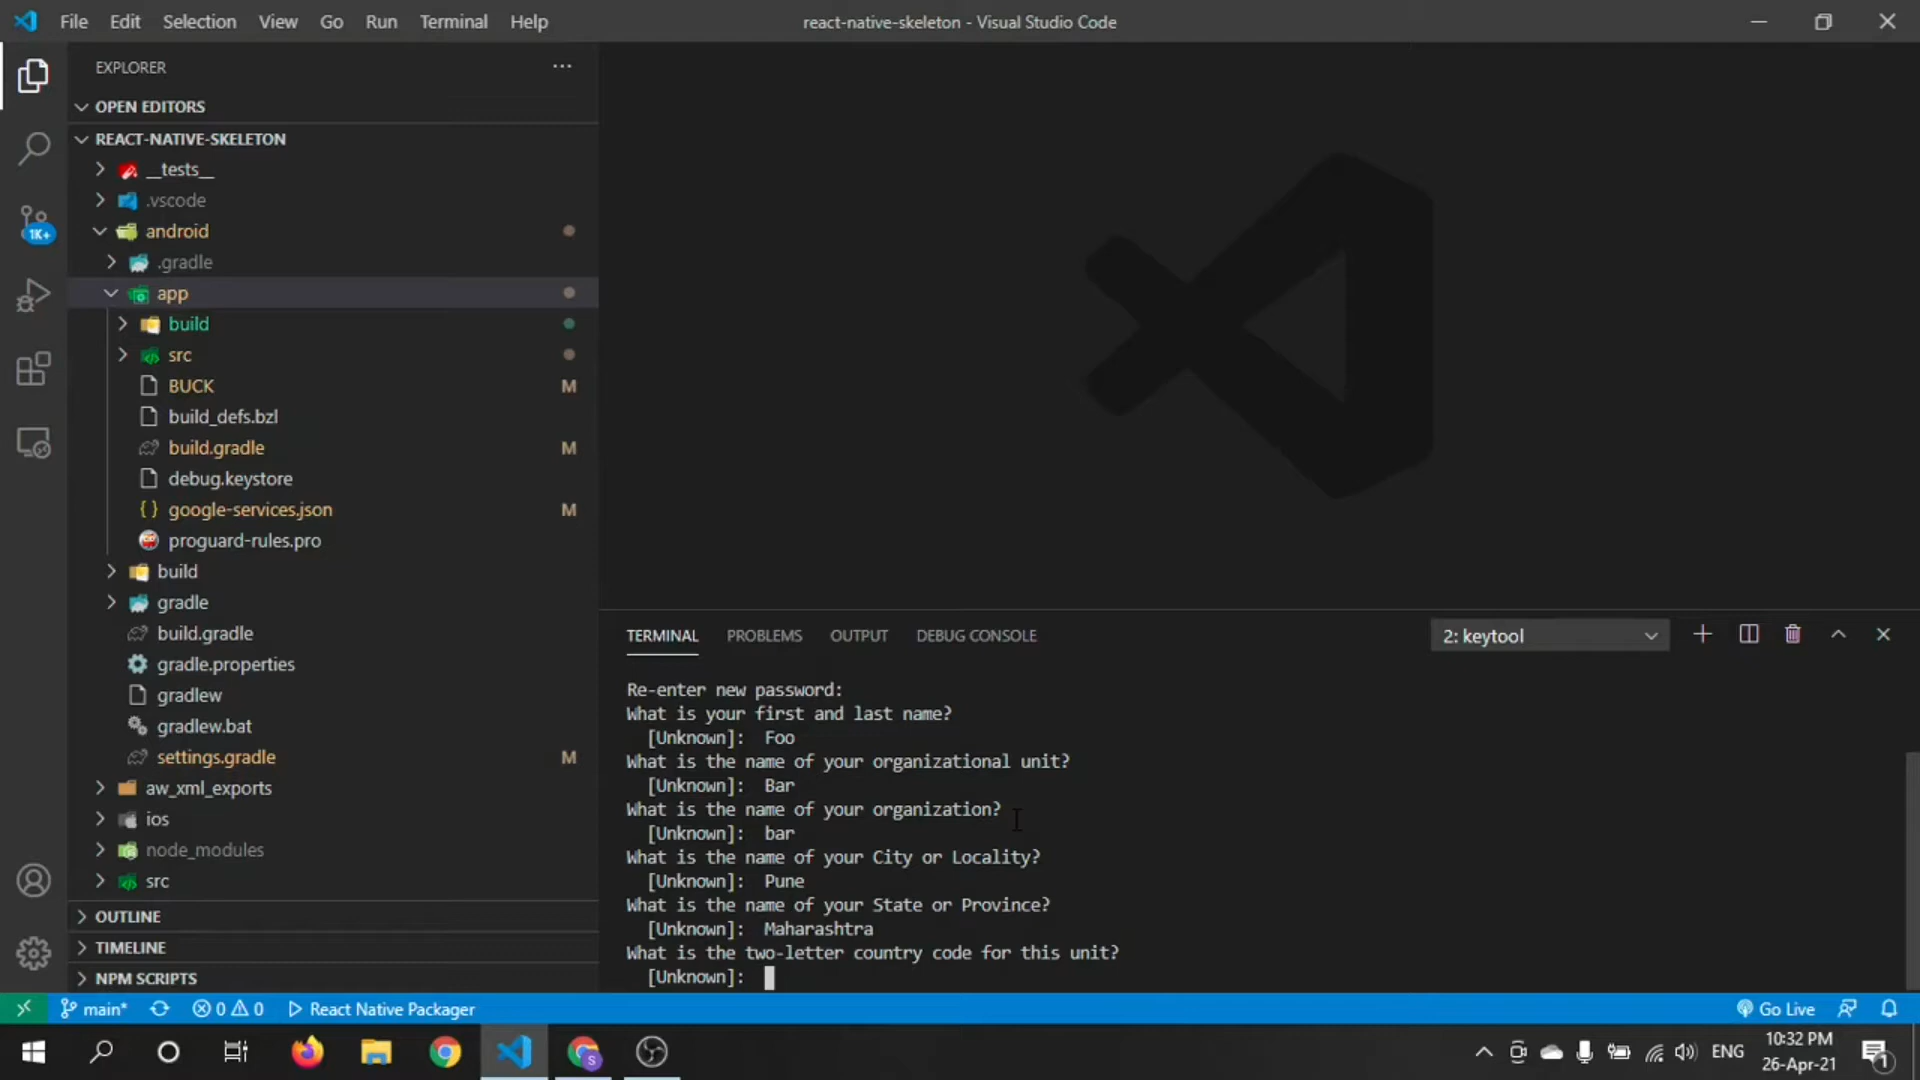 File Edit Selection View Go Run Terminal Help
react-native-skeleton - Visual Studio Code
EXPLORER
OPEN EDITORS
REACT-NATIVE-SKELETON
__tests__
.vscode
android
.gradle
app
build
src
BUCK M
build_defs.bzl
build.gradle M
debug.keystore
google-services.json M
proguard-rules.pro
build
gradle
build.gradle
gradle.properties
gradlew
gradlew.bat
settings.gradle M
aw_xml_exports
ios
node_modules
src
OUTLINE
TIMELINE
NPM SCRIPTS
1K+
TERMINAL PROBLEMS OUTPUT DEBUG CONSOLE
2: keytool
Re-enter new password:
What is your first and last name?
[Unknown]: Foo
What is the name of your organizational unit?
[Unknown]: Bar
What is the name of your organization?
[Unknown]: bar
What is the name of your City or Locality?
[Unknown]: Pune
What is the name of your State or Province?
[Unknown]: Maharashtra
What is the two-letter country code for this unit?
[Unknown]:
main* 0 0 React Native Packager
Go Live
S
ENG
10:32 PM
26-Apr-21
1